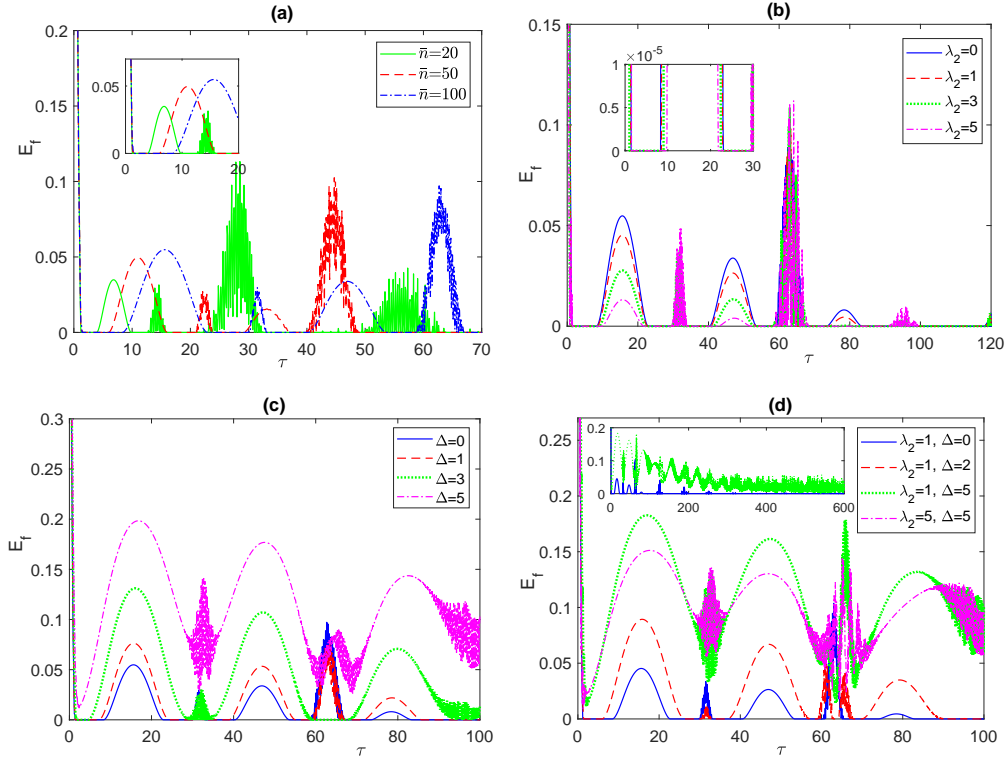 (a)
E_f
0.2
0.15
0.1
0.05
0
0 10 20 30 40 50 60 70
τ
n̄=20
n̄=50
n̄=100
0.05
0
0 10 20
(b)
E_f
0.15
0.1
0.05
0
0 20 40 60 80 100 120
τ
λ_2=0
λ_2=1
λ_2=3
λ_2=5
×10^-5
1
0.5
0
0 10 20 30
(c)
E_f
0.3
0.25
0.2
0.15
0.1
0.05
0
0 20 40 60 80 100
τ
Δ=0
Δ=1
Δ=3
Δ=5
(d)
E_f
0.25
0.2
0.15
0.1
0.05
0
0 20 40 60 80 100
τ
λ_2=1, Δ=0
λ_2=1, Δ=2
λ_2=1, Δ=5
λ_2=5, Δ=5
0.2
0.1
0
0 200 400 600